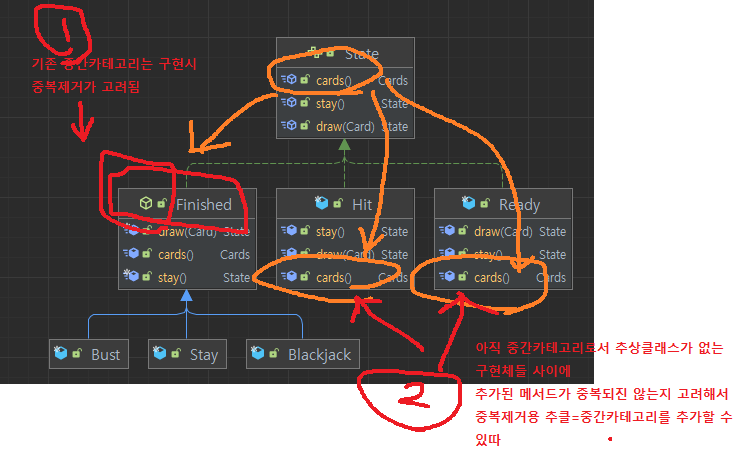 1
기존 중간카테고리는 구현시
중복제거가 고려됨
State
cards() Cards
stay() State
draw(Card) State
Finished
draw(Card) State
cards() Cards
stay() State
Hit
stay() State
draw(Card) State
cards() Cards
Ready
draw(Card) State
stay() State
cards() Cards
Bust
Stay
Blackjack
2
아직 중간카테고리로서 추상클래스가 없는
구현체들 사이에
추가된 메서드가 중복되진 않는지 고려해서
중복제거용 추클=중간카테고리를 추가할 수
있따